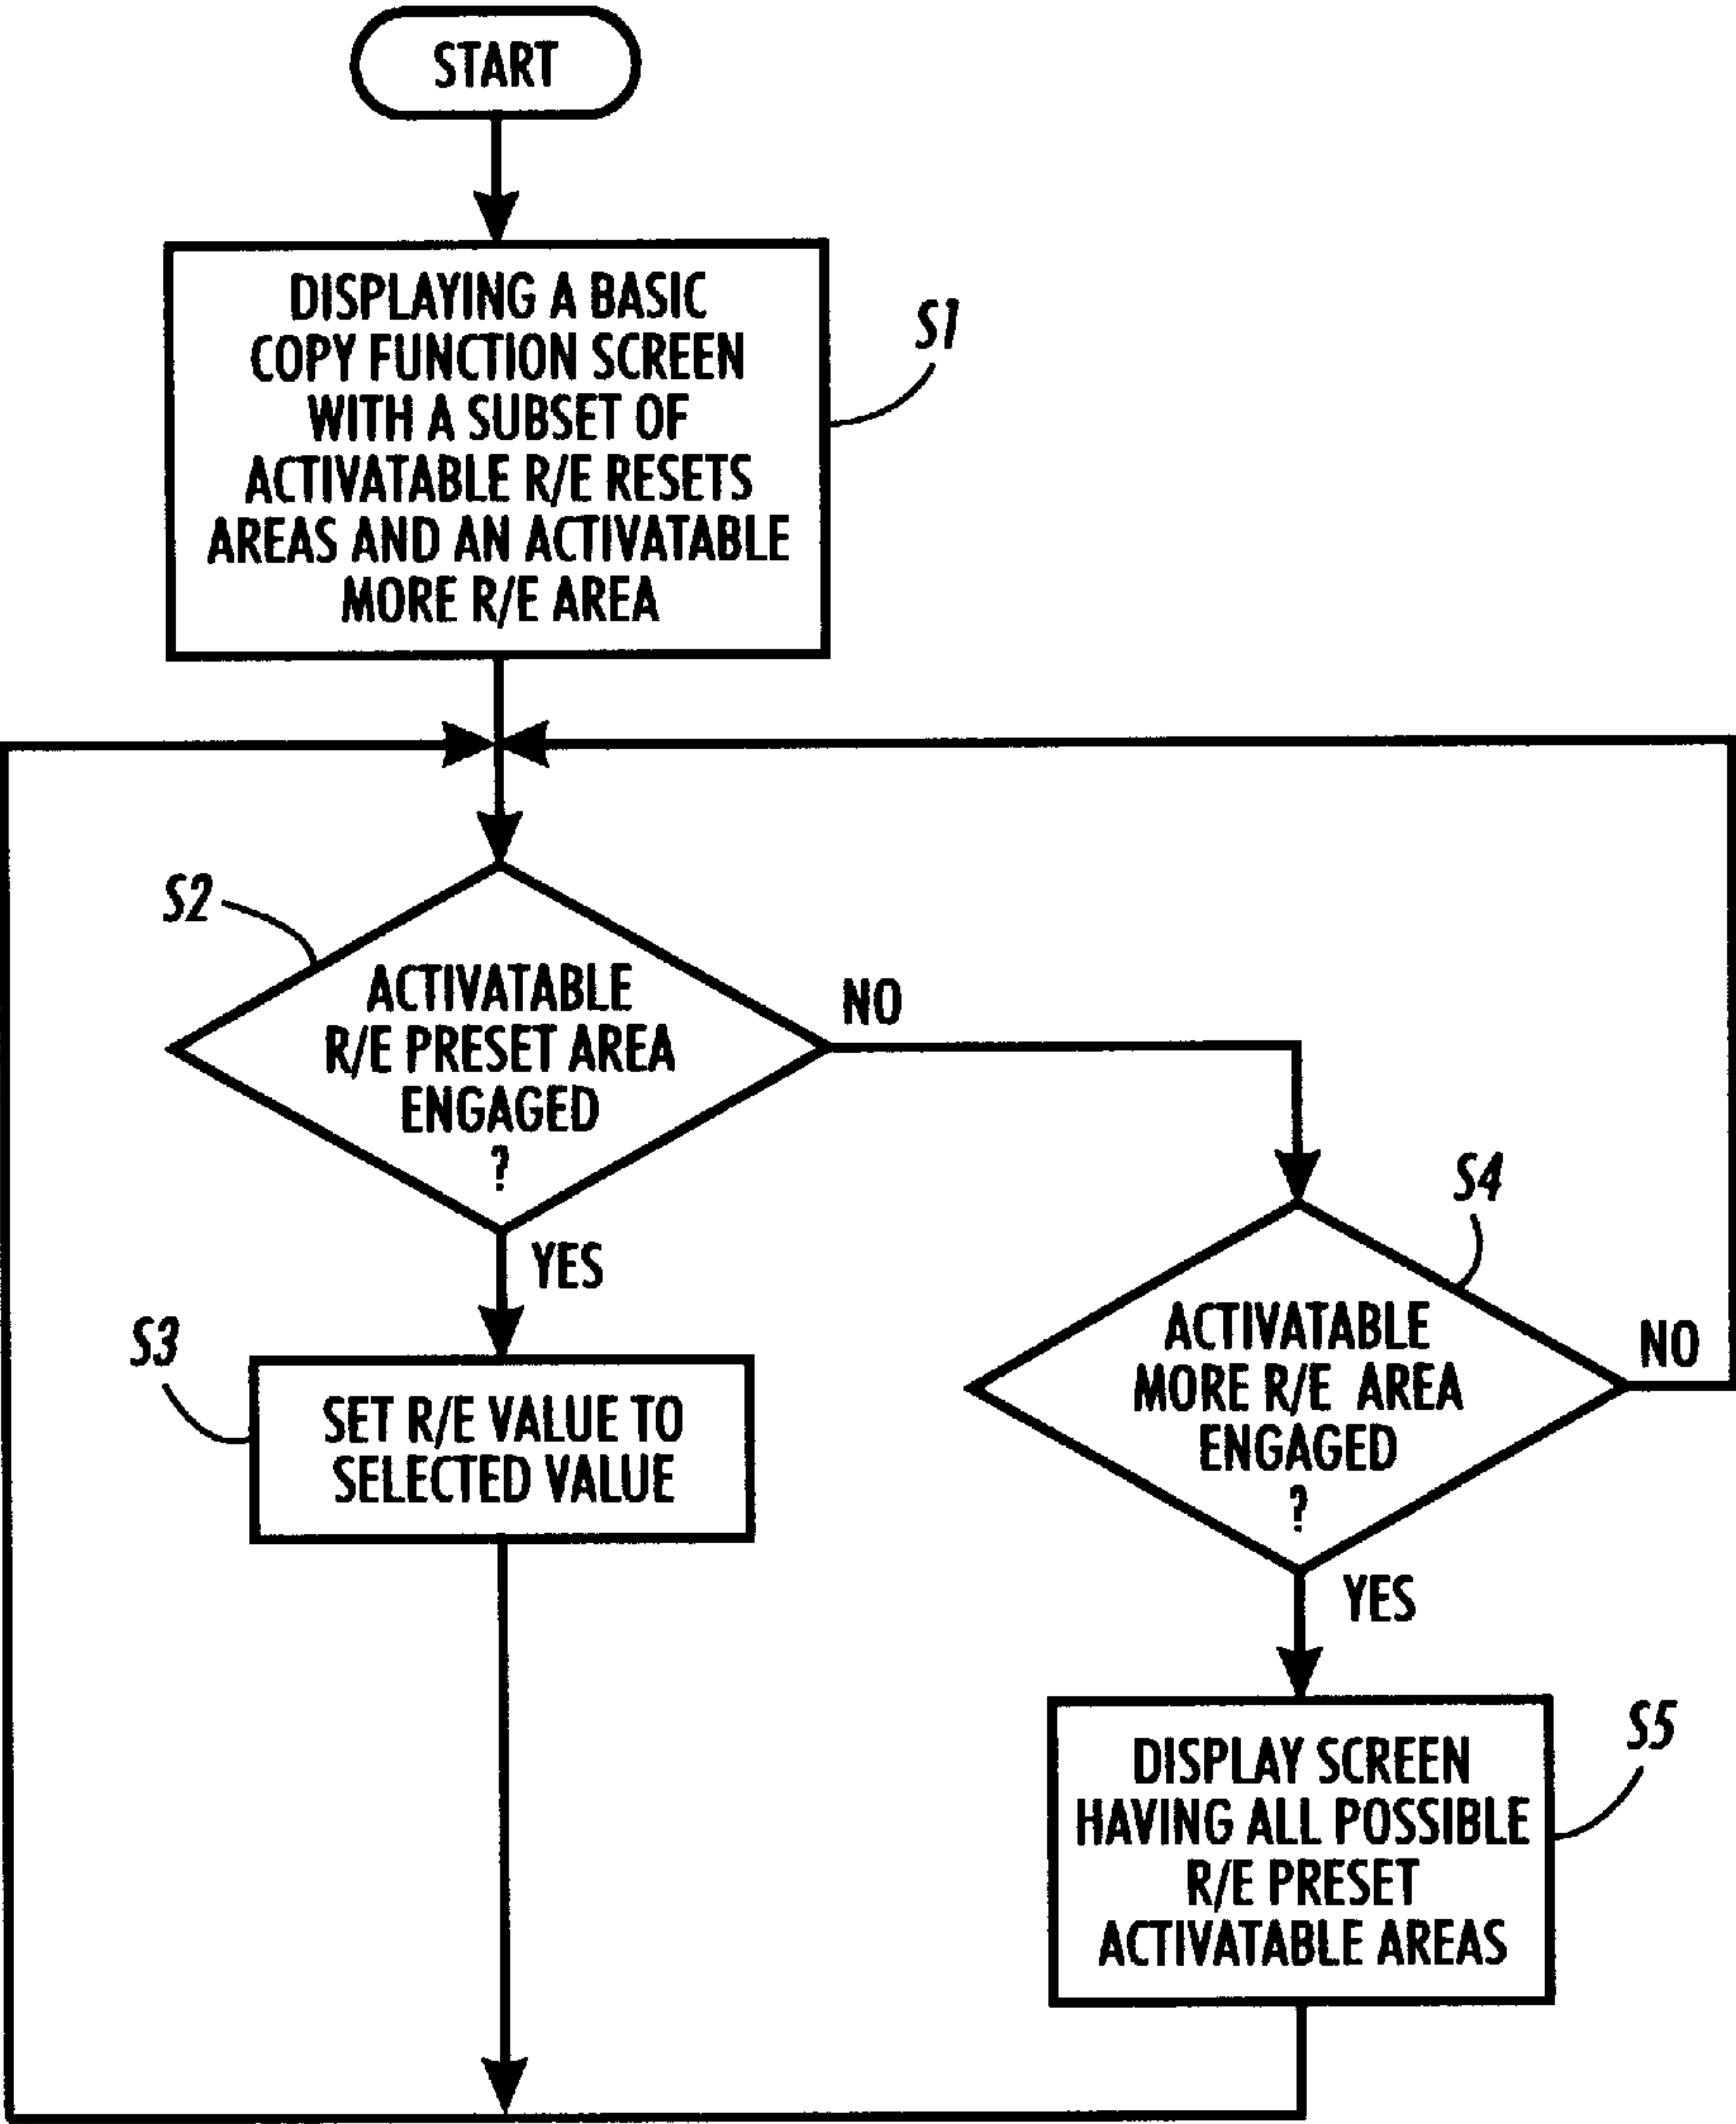 START
DISPLAYING A BASIC
COPY FUNCTION SCREEN
WITH A SUBSET OF
ACTIVATABLE R/E RESETS
AREAS AND AN ACTIVATABLE
MORE R/E AREA
S1
S2
ACTIVATABLE
R/E PRESET AREA
ENGAGED
?
NO
YES
S3
SET R/E VALUE TO
SELECTED VALUE
S4
ACTIVATABLE
MORE R/E AREA
ENGAGED
?
NO
YES
S5
DISPLAY SCREEN
HAVING ALL POSSIBLE
R/E PRESET
ACTIVATABLE AREAS